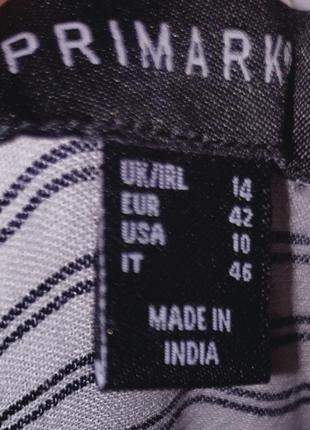 PRIMARK
UK/IRL 14
EUR 42
USA 10
IT 46
MADE IN
INDIA